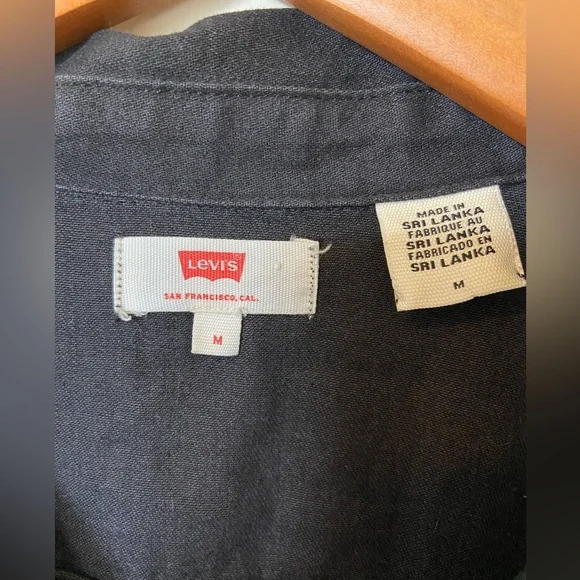 LEVI'S
SAN FRANCISCO, CAL.
M
MADE IN
SRI LANKA
FABRIQUE AU
SRI LANKA
FABRICADO EN
SRI LANKA
M